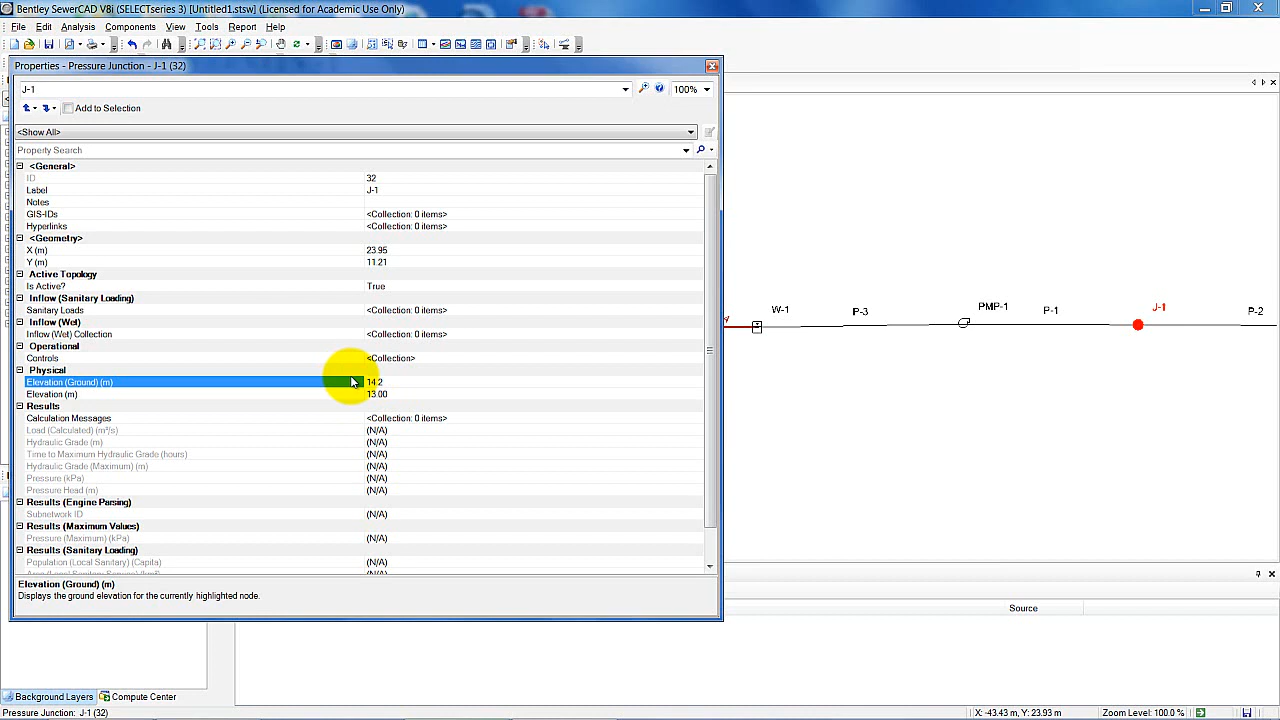 Bentley SewerCAD V8i (SELECTseries 3) [Untitled1.stsw] (Licensed for Academic Use Only)
File Edit Analysis Components View Tools Report Help
Properties - Pressure Junction - J-1 (32)
J-1 100%
Add to Selection
<Show All>
Property Search
<General>
ID 32
Label J-1
Notes
GIS-IDs <Collection: 0 items>
Hyperlinks <Collection: 0 items>
<Geometry>
X (m) 23.95
Y (m) 11.21
Active Topology
Is Active? True
Inflow (Sanitary Loading)
Sanitary Loads <Collection: 0 items>
Inflow (Wet)
Inflow (Wet) Collection <Collection: 0 items>
Operational
Controls <Collection>
Physical
Elevation (Ground) (m) 14.2
Elevation (m) 13.00
Results
Calculation Messages <Collection: 0 items>
Load (Calculated) (m³/s) (N/A)
Hydraulic Grade (m) (N/A)
Time to Maximum Hydraulic Grade (hours) (N/A)
Hydraulic Grade (Maximum) (m) (N/A)
Pressure (kPa) (N/A)
Pressure Head (m) (N/A)
Results (Engine Parsing)
Subnetwork ID (N/A)
Results (Maximum Values)
Pressure (Maximum) (kPa) (N/A)
Results (Sanitary Loading)
Population (Local Sanitary) (Capita) (N/A)
Elevation (Ground) (m)
Displays the ground elevation for the currently highlighted node.
W-1 P-3 PMP-1 P-1 J-1 P-2
Source
Background Layers Compute Center
Pressure Junction: J-1 (32) X: -43.43 m, Y: 23.93 m Zoom Level: 100.0 %